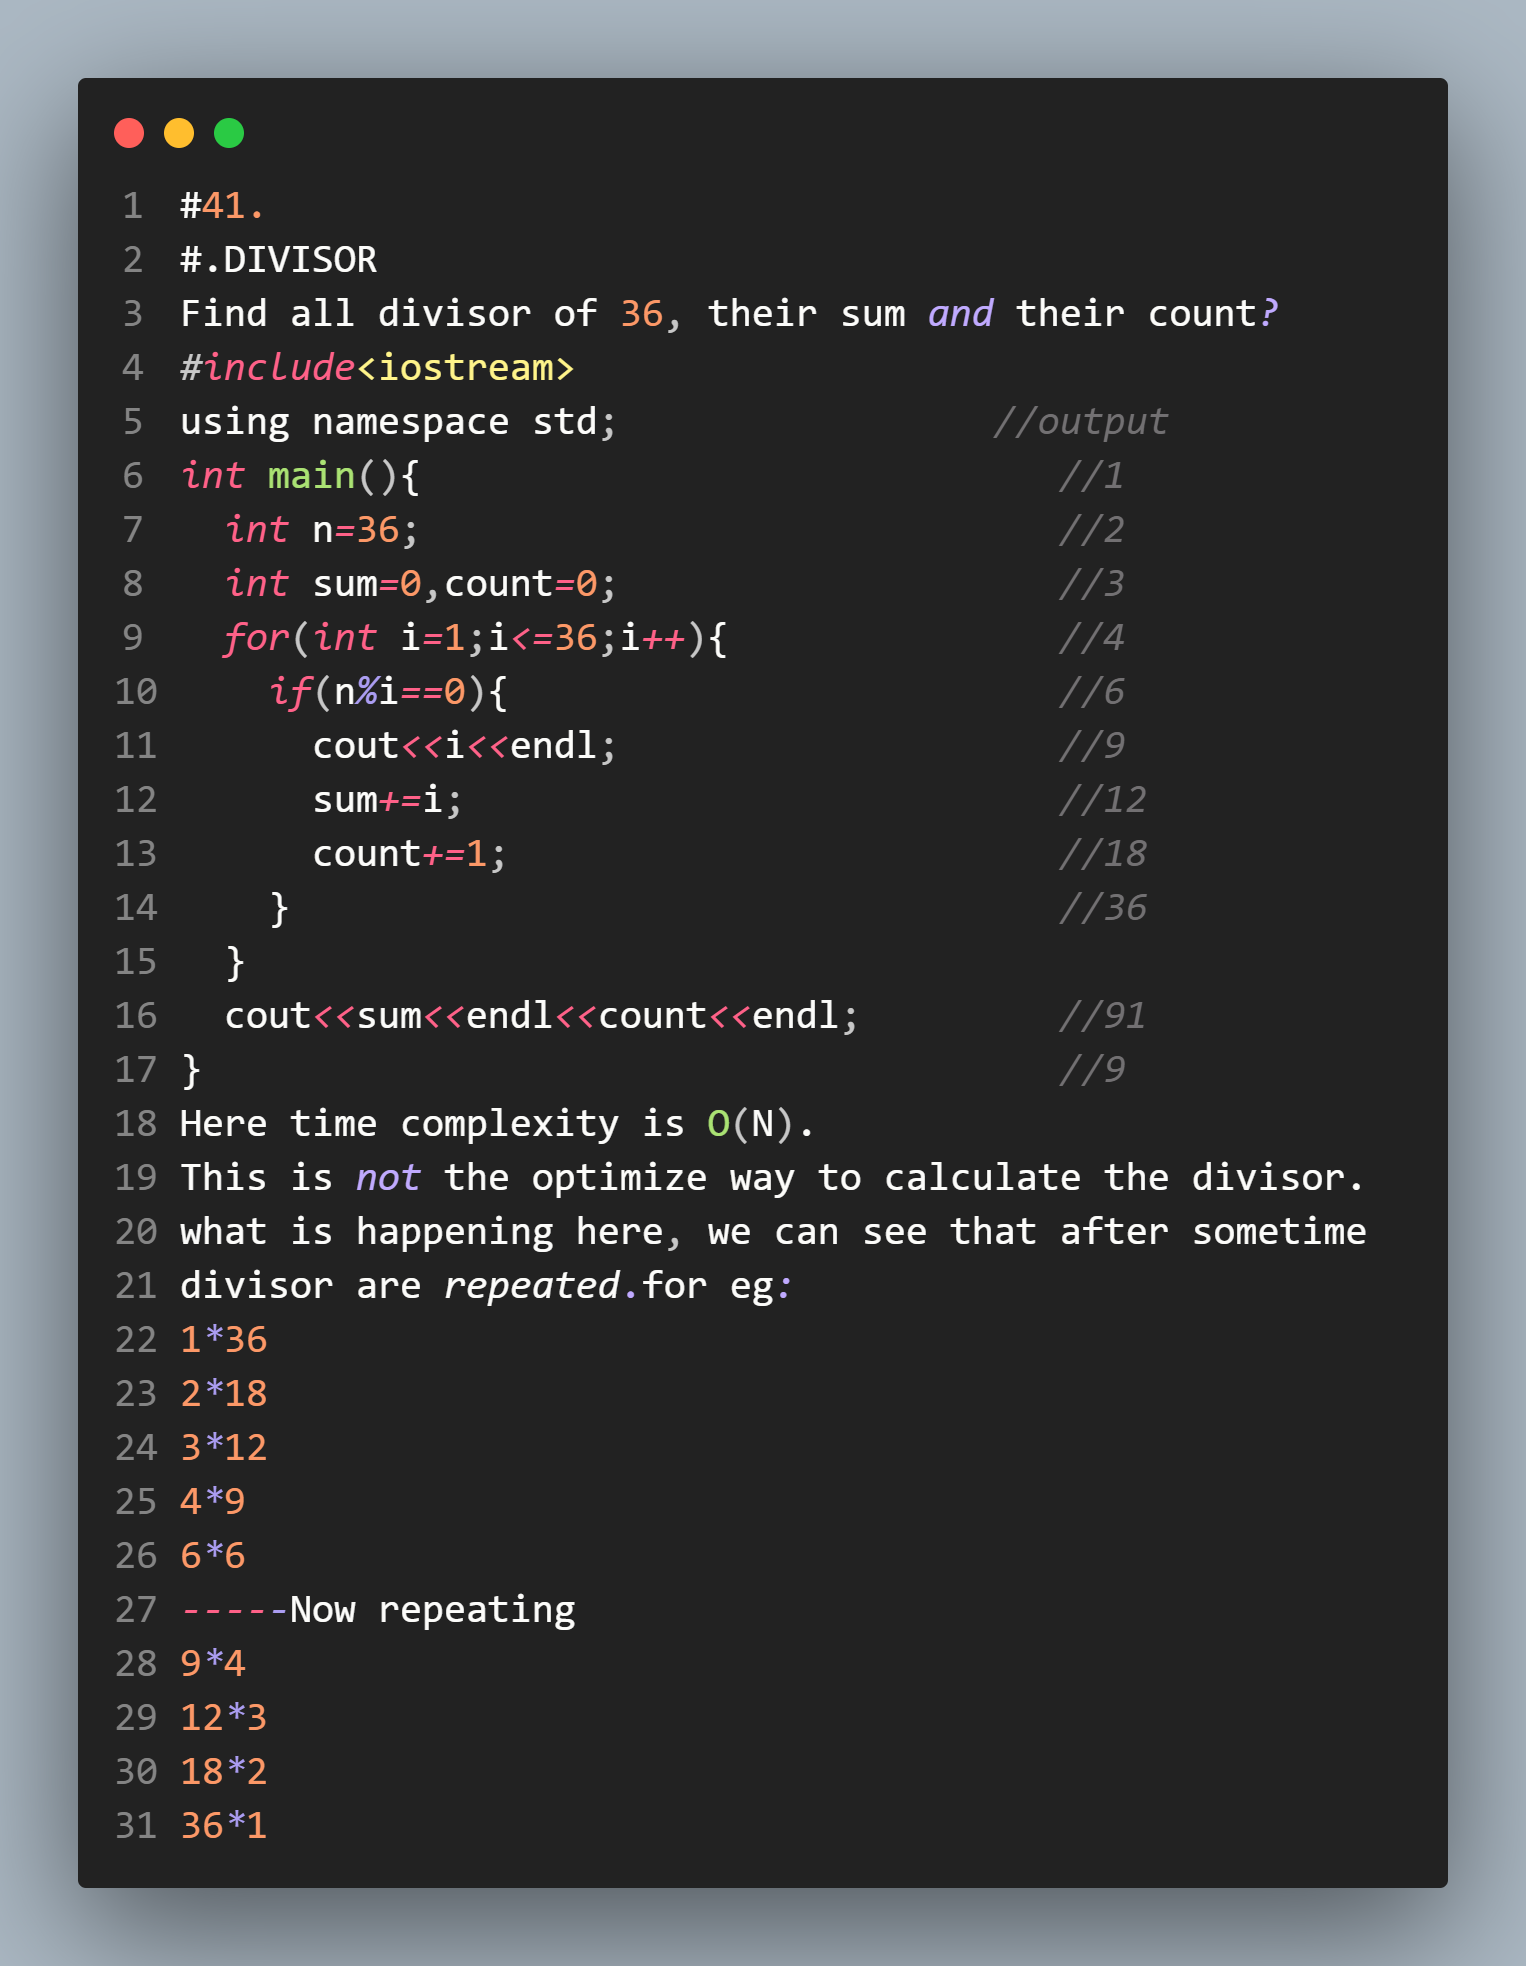 1 #41.
2 #.DIVISOR
3 Find all divisor of 36, their sum and their count?
4 #include<iostream>
5 using namespace std;                 //output
6 int main(){                             //1
7   int n=36;                             //2
8   int sum=0,count=0;                    //3
9   for(int i=1;i<=36;i++){               //4
10     if(n%i==0){                         //6
11       cout<<i<<endl;                    //9
12       sum+=i;                           //12
13       count+=1;                         //18
14     }                                   //36
15   }
16   cout<<sum<<endl<<count<<endl;         //91
17 }                                       //9
18 Here time complexity is O(N).
19 This is not the optimize way to calculate the divisor.
20 what is happening here, we can see that after sometime
21 divisor are repeated.for eg:
22 1*36
23 2*18
24 3*12
25 4*9
26 6*6
27 -----Now repeating
28 9*4
29 12*3
30 18*2
31 36*1